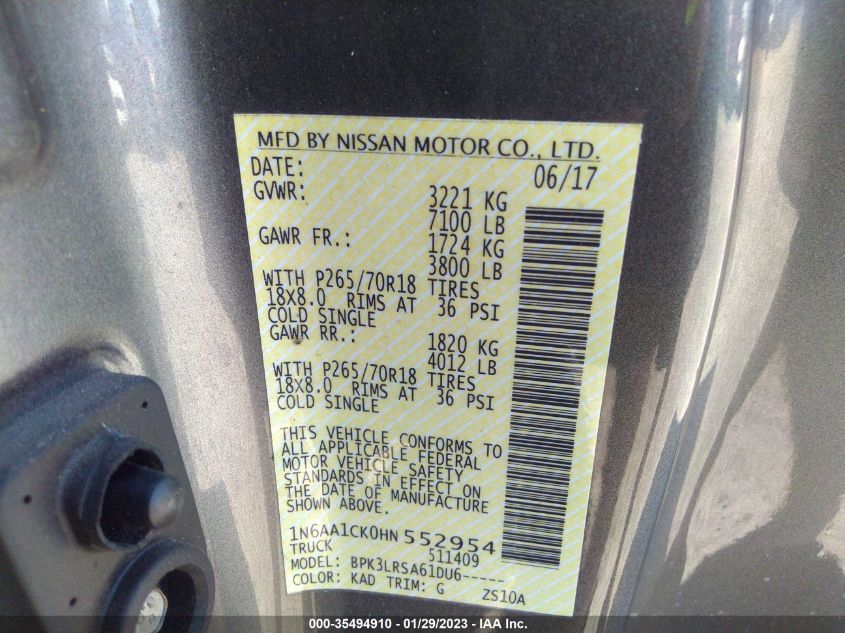 MFD BY NISSAN MOTOR CO., LTD.
DATE: 06/17
GVWR: 3221 KG
7100 LB
GAWR FR.: 1724 KG
3800 LB
WITH P265/70R18 TIRES
18X8.0 RIMS AT 36 PSI
COLD SINGLE
GAWR RR.: 1820 KG
4012 LB
WITH P265/70R18 TIRES
18X8.0 RIMS AT 36 PSI
COLD SINGLE
THIS VEHICLE CONFORMS TO
ALL APPLICABLE FEDERAL
MOTOR VEHICLE SAFETY
STANDARDS IN EFFECT ON
THE DATE OF MANUFACTURE
SHOWN ABOVE.
1N6AA1CK0HN 552954
TRUCK 511409
MODEL: BPK3LRSA61DU6-----
COLOR: KAD TRIM: G ZS10A
000-35494910 - 01/29/2023 - IAA Inc.